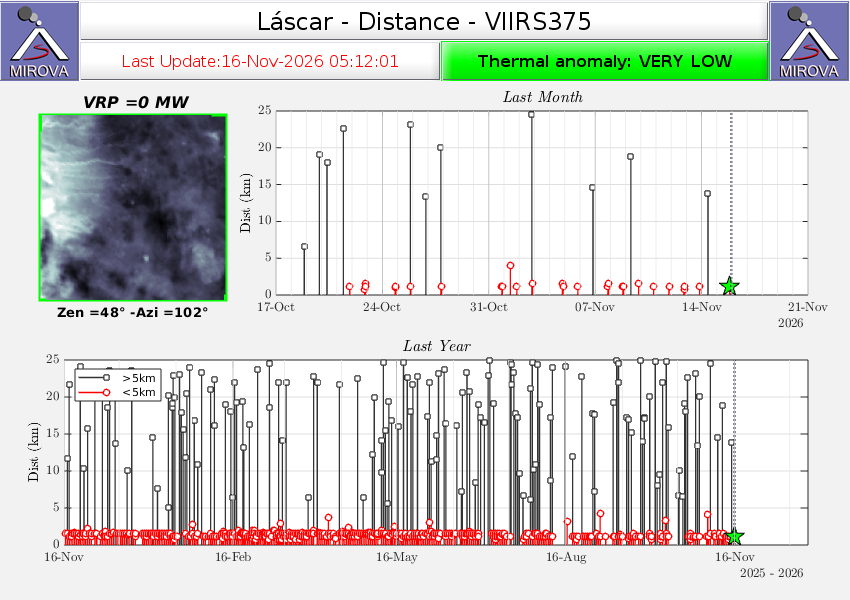 MIROVA
Láscar - Distance - VIIRS375
MIROVA
Last Update:16-Nov-2026 05:12:01
Thermal anomaly: VERY LOW
VRP =0 MW
Zen =48° -Azi =102°
Last Month
Dist (km)
25
20
15
10
5
0
17-Oct
24-Oct
31-Oct
07-Nov
14-Nov
21-Nov
2026
Last Year
Dist (km)
25
20
15
10
5
0
>5km
<5km
16-Nov
16-Feb
16-May
16-Aug
16-Nov
2025 - 2026